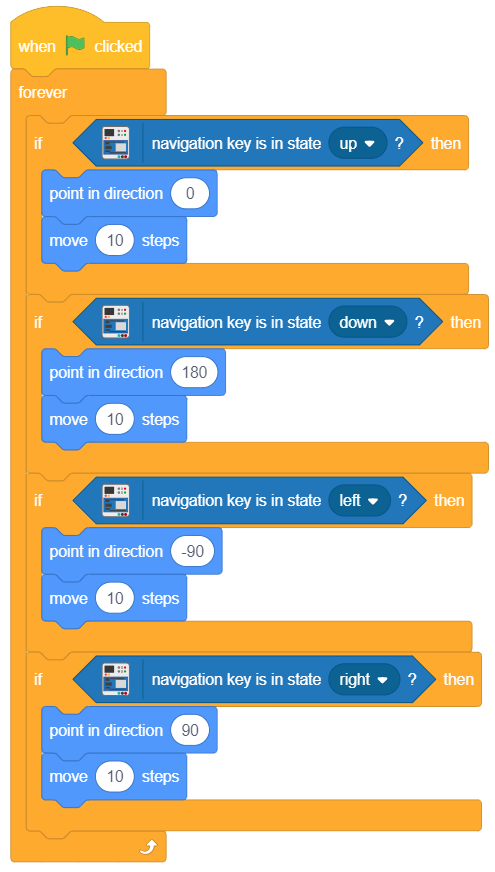 when clicked
forever
if navigation key is in state up ? then
point in direction 0
move 10 steps
if navigation key is in state down ? then
point in direction 180
move 10 steps
if navigation key is in state left ? then
point in direction -90
move 10 steps
if navigation key is in state right ? then
point in direction 90
move 10 steps